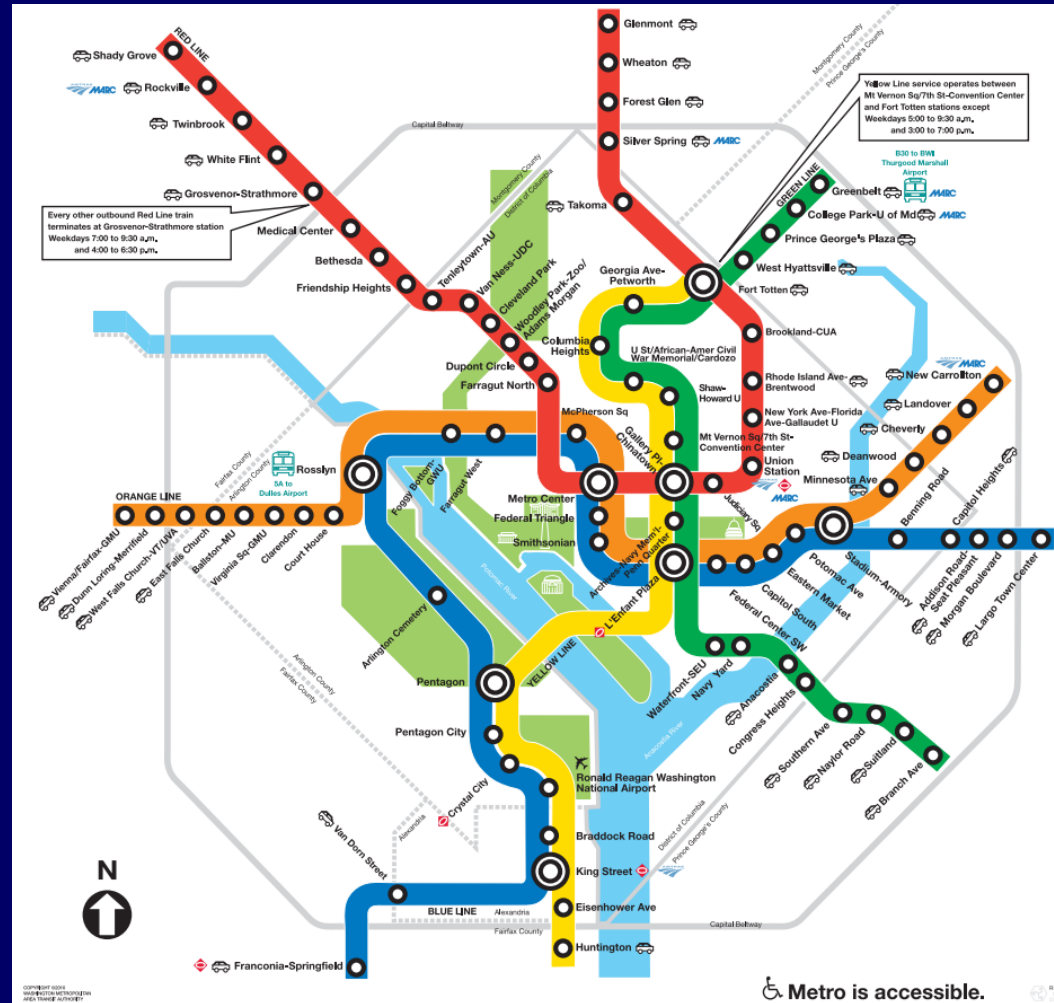 RED LINE
Shady Grove
MARC
Rockville
Twinbrook
White Flint
Grosvenor-Strathmore
Every other outbound Red Line train
terminates at Grosvenor-Strathmore station
Weekdays 7:00 to 9:30 a.m.
and 4:00 to 6:30 p.m.
Medical Center
Bethesda
Friendship Heights
Tenleytown-AU
Van Ness-UDC
Cleveland Park
Woodley Park-Zoo/
Adams Morgan
Dupont Circle
Farragut North
Glenmont
Wheaton
Forest Glen
Silver Spring
MARC
Takoma
Montgomery County
Prince George's County
Capital Beltway
Montgomery County
District of Columbia
Yellow Line service operates between
Mt Vernon Sq/7th St-Convention Center
and Fort Totten stations except
Weekdays 5:00 to 9:30 a.m.
and 3:00 to 7:00 p.m.
B30 to BWI
Thurgood Marshall
Airport
GREEN LINE
Greenbelt
MARC
College Park-U of Md
MARC
Prince George's Plaza
West Hyattsville
Fort Totten
Georgia Ave-
Petworth
Columbia
Heights
U St/African-Amer Civil
War Memorial/Cardozo
Shaw-
Howard U
Mt Vernon Sq/7th St-
Convention Center
Gallery Pl-
Chinatown
Brookland-CUA
Rhode Island Ave-
Brentwood
New York Ave-Florida
Ave-Gallaudet U
Union
Station
MARC
Judiciary Sq
MARC
New Carrollton
Landover
Cheverly
Deanwood
Minnesota Ave
Benning Road
Capitol Heights
McPherson Sq
Farragut West
Foggy Bottom-
GWU
Metro Center
Federal Triangle
Smithsonian
Archives-Navy Mem'l-
Penn Quarter
L'Enfant Plaza
Fairfax County
Arlington County
5A to
Dulles Airport
Rosslyn
ORANGE LINE
Vienna/Fairfax-GMU
Dunn Loring-Merrifield
West Falls Church-VT/UVA
East Falls Church
Ballston-MU
Virginia Sq-GMU
Clarendon
Court House
Federal Center SW
Capitol South
Eastern Market
Potomac Ave
Stadium-Armory
Addison Road-
Seat Pleasant
Morgan Boulevard
Largo Town Center
Potomac River
Arlington Cemetery
Pentagon
YELLOW LINE
Pentagon City
Crystal City
Ronald Reagan Washington
National Airport
Braddock Road
King Street
Eisenhower Ave
Huntington
Waterfront-SEU
Navy Yard
Anacostia
Congress Heights
Southern Ave
Naylor Road
Suitland
Branch Ave
Anacostia River
Arlington County
Fairfax County
Alexandria
District of Columbia
Prince George's County
Van Dorn Street
BLUE LINE
Alexandria
Fairfax County
Capital Beltway
Franconia-Springfield
N
WASHINGTON METROPOLITAN
AREA TRANSIT AUTHORITY
Metro is accessible.